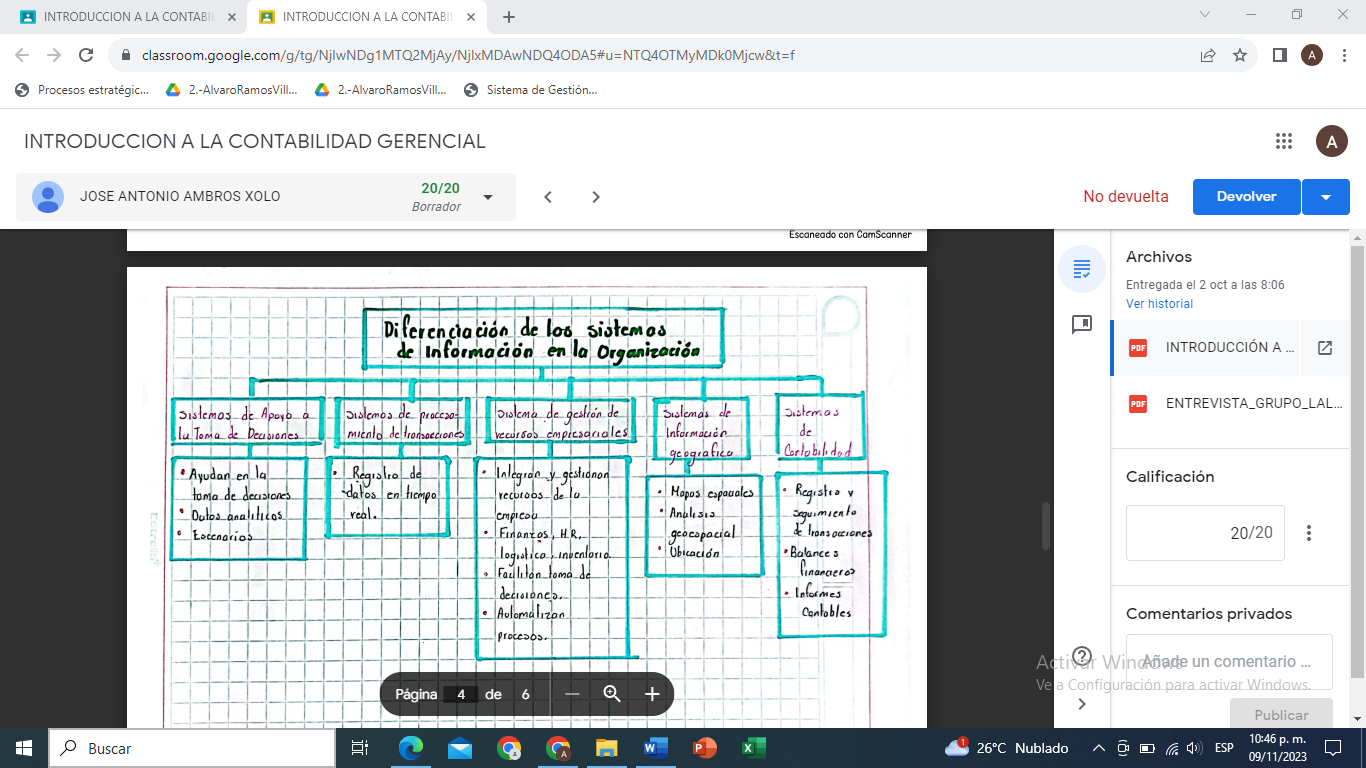 INTRODUCCION A LA CONTABIL
INTRODUCCION A LA CONTABIL
classroom.google.com/g/tg/NjIwNDg1MTQ2MjAy/NjIxMDAwNDQ4ODA5#u=NTQ4OTMyMDk0Mjcw&t=f
A
Procesos estratégic...
2.-AlvaroRamosVill...
2.-AlvaroRamosVill...
Sistema de Gestión...
INTRODUCCION A LA CONTABILIDAD GERENCIAL
A
JOSE ANTONIO AMBROS XOLO
20/20
Borrador
No devuelta
Devolver
Escaneado con CamScanner
Diferenciación de los sistemas
de Información en la Organización
Sistemas de Apoyo a
la Toma de Decisiones
Ayudan en la
toma de decisiones
Datos analíticos
Escenarios
Sistemas de procesa-
miento de transacciones
Registro de
datos en tiempo
real.
Sistema de gestión de
recursos empresariales
Integran y gestionan
recursos de la
empresa
Finanzas, H.R,
logística, inventario
Facilitan toma de
decisiones.
Automatizan
procesos.
Sistemas de
Información
geografica
Mapas espaciales
Analisis
geoespacial
Ubicación
Sistemas
de
Contabilidad
Registro y
seguimiento
de transacciones
Balances
financieros
Informes
Contables
Página 4 de 6
Archivos
Entregada el 2 oct a las 8:06
Ver historial
PDF INTRODUCCIÓN A ...
PDF ENTREVISTA_GRUPO_LAL...
Calificación
20/20
Comentarios privados
Añade un comentario ...
Publicar
Activar Windows
Ve a Configuración para activar Windows.
Buscar
1
26°C Nublado
ESP
10:46 p. m.
09/11/2023